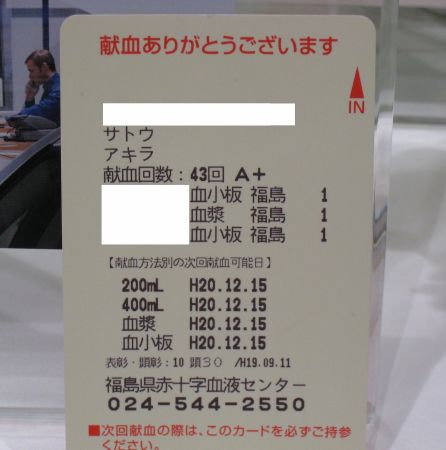 献血ありがとうございます
IN
サトウ
アキラ
献血回数：43回 A+
血小板 福島 1
血漿 福島 1
血小板 福島 1
【献血方法別の次回献血可能日】
200mL H20.12.15
400mL H20.12.15
血漿 H20.12.15
血小板 H20.12.15
表彰・顕彰：10 頭30 /H19.09.11
福島県赤十字血液センター
024-544-2550
■次回献血の際は、このカードを必ずご持参
ください。